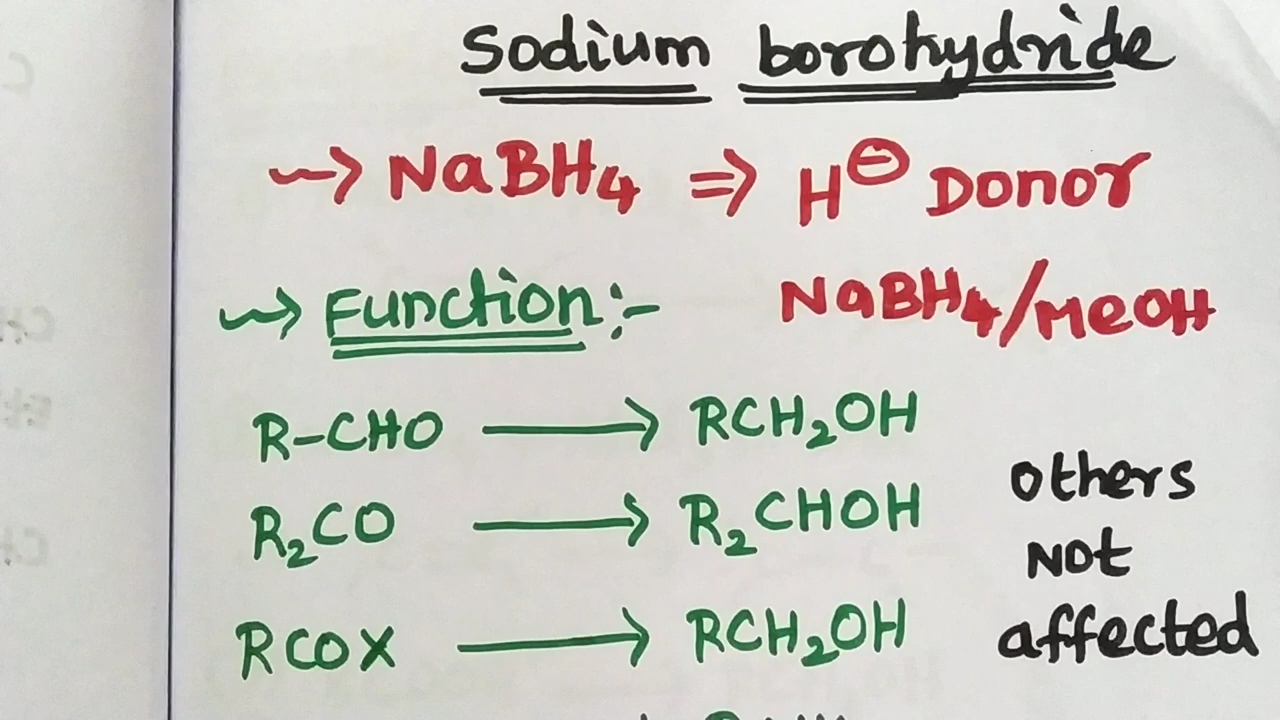 Sodium borohydride
~> NaBH₄ => H⊖ Donor
~> Function:-
NaBH₄/MeOH
R-CHO ⟶ RCH₂OH
R₂CO ⟶ R₂CHOH
RCOX ⟶ RCH₂OH
others
Not
affected